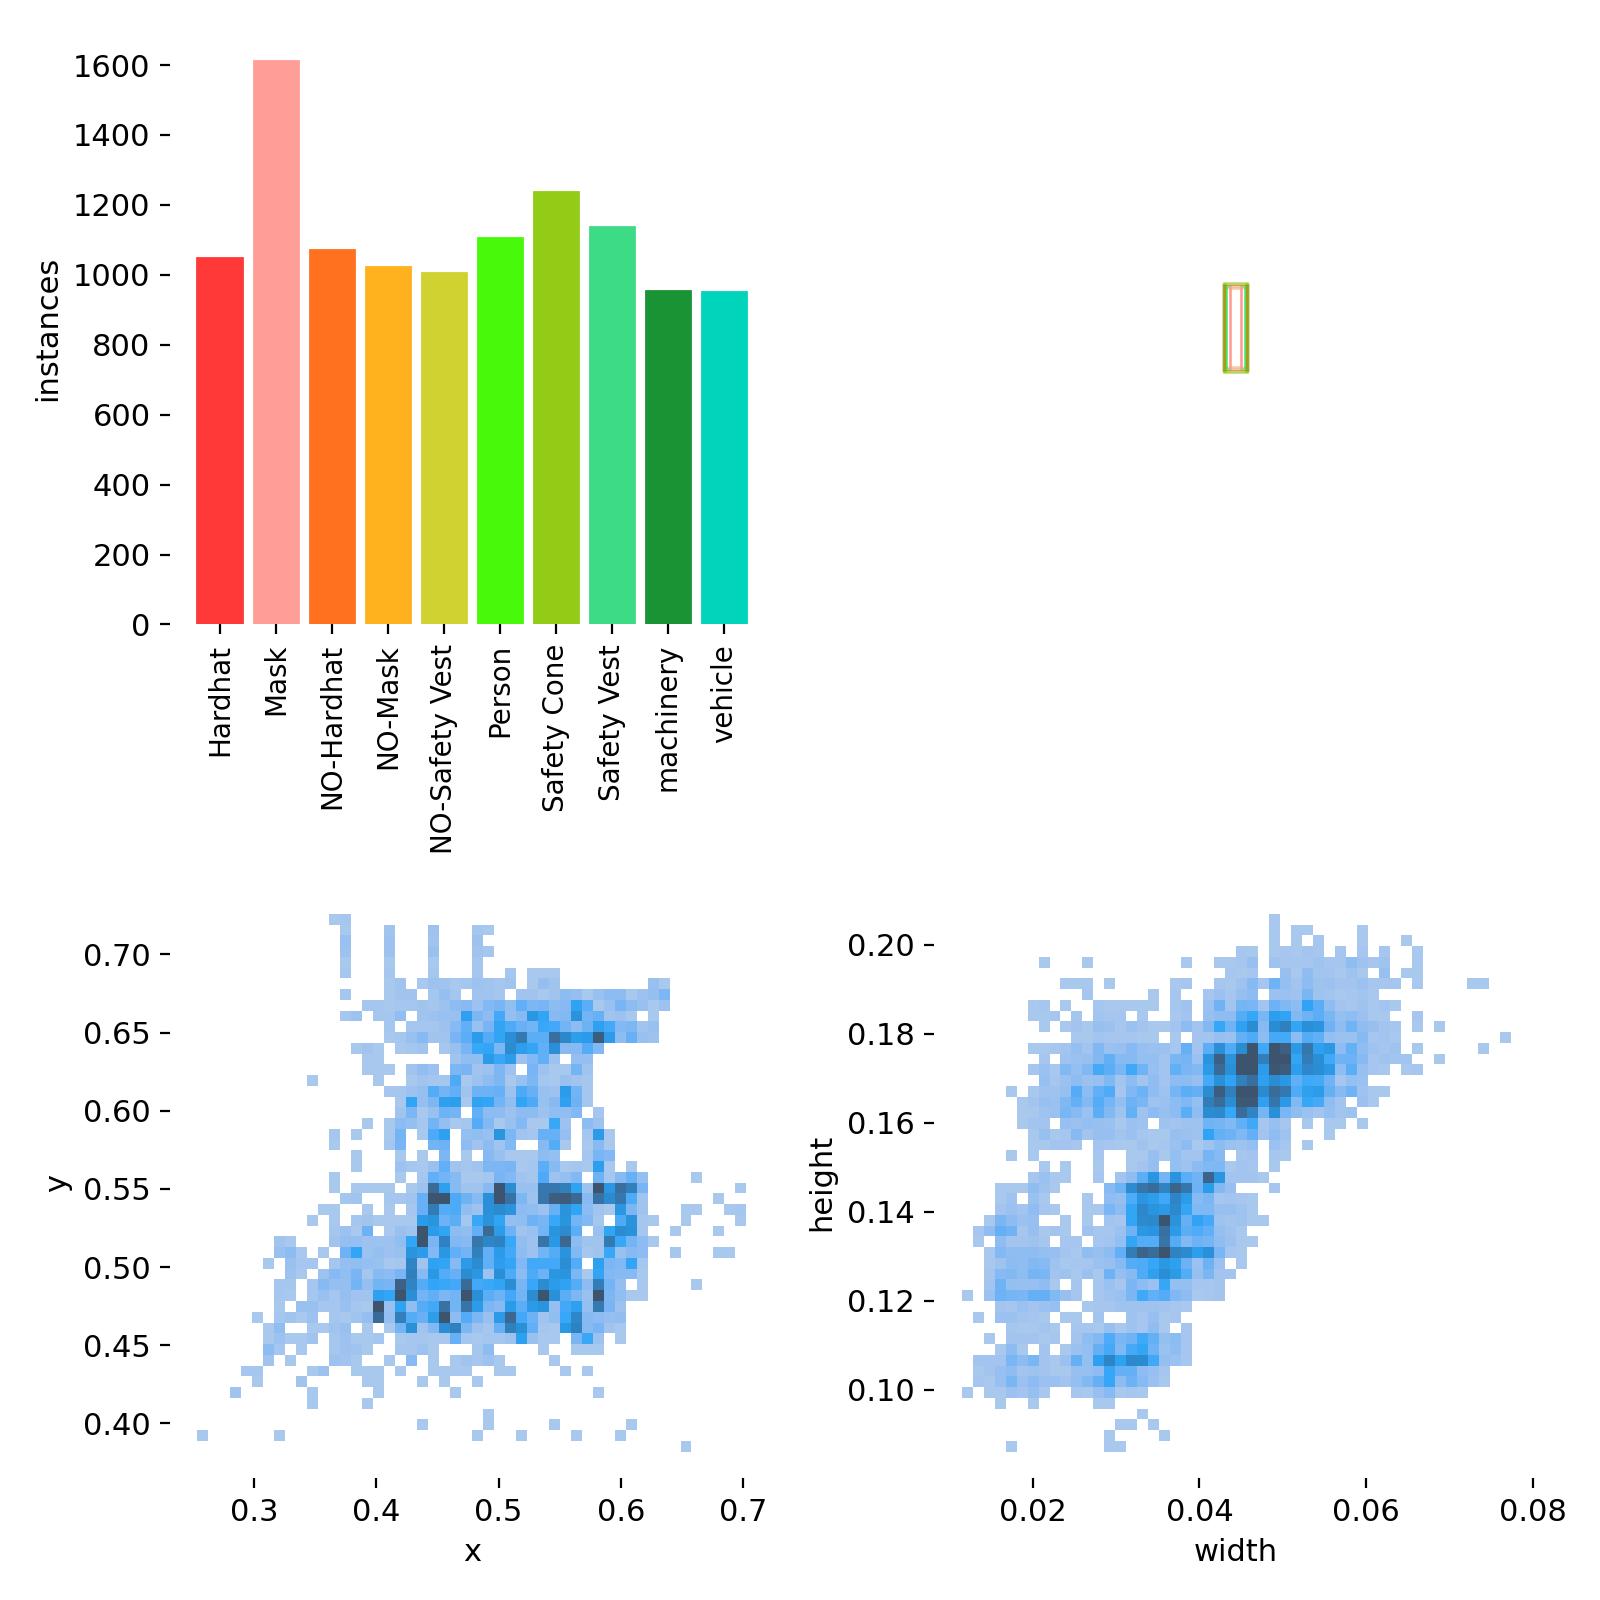 1600
1400
1200
1000
800
600
400
200
0
instances
Hardhat
Mask
NO-Hardhat
NO-Mask
NO-Safety Vest
Person
Safety Cone
Safety Vest
machinery
vehicle
0.70
0.65
0.60
0.55
0.50
0.45
0.40
y
0.3 0.4 0.5 0.6 0.7
x
0.20
0.18
0.16
0.14
0.12
0.10
height
0.02 0.04 0.06 0.08
width